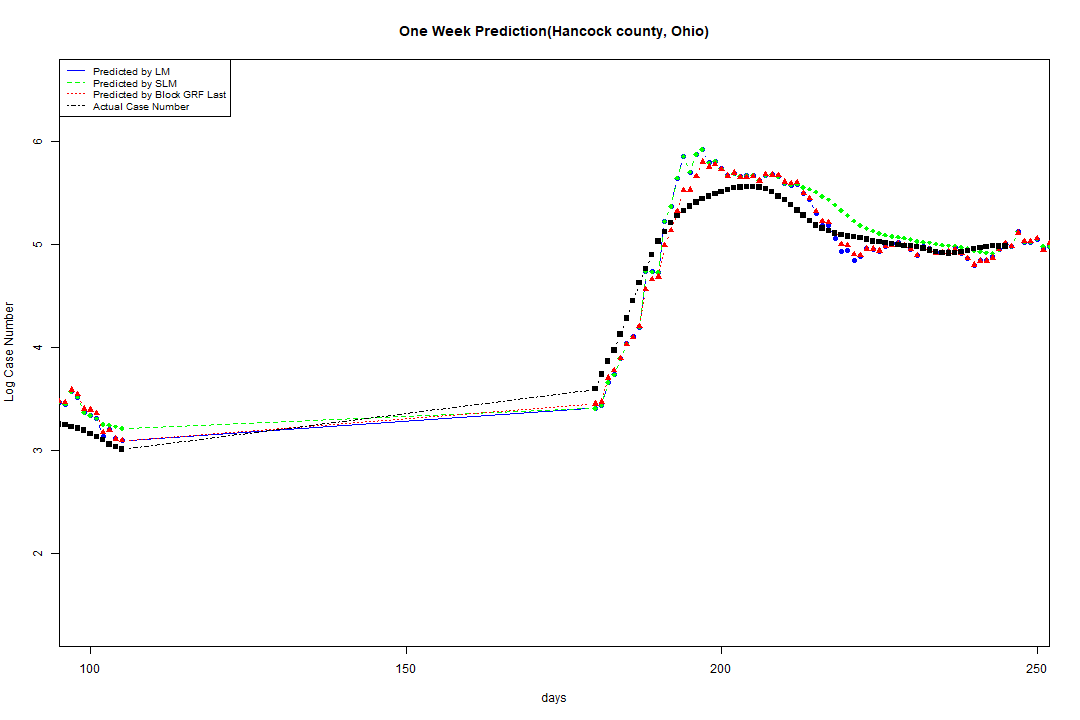 One Week Prediction(Hancock county, Ohio)
Predicted by LM
Predicted by SLM
Predicted by Block GRF Last
Actual Case Number
6
5
4
3
2
Log Case Number
100 150 200 250
days